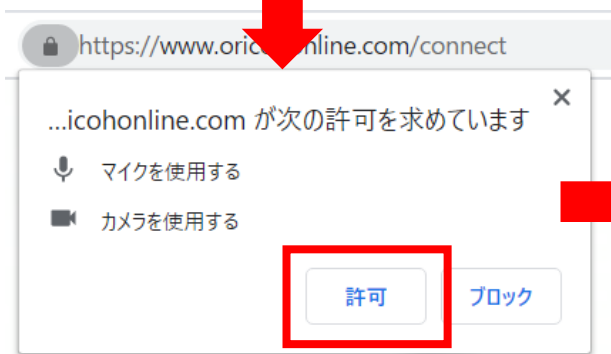 https://www.oric nline.com/connect
...icohonline.com が次の許可を求めています
マイクを使用する
カメラを使用する
許可 ブロック